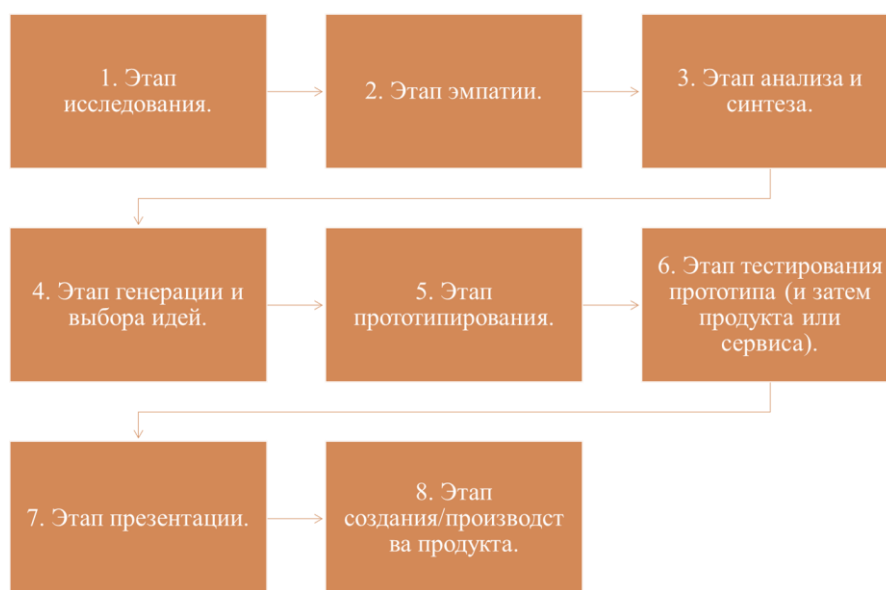 1. Этап
исследования.
2. Этап эмпатии.
3. Этап анализа и
синтеза.
4. Этап генерации и
выбора идей.
5. Этап
прототипирования.
6. Этап тестирования
прототипа (и затем
продукта или
сервиса).
7. Этап презентации.
8. Этап
создания/производст
ва продукта.